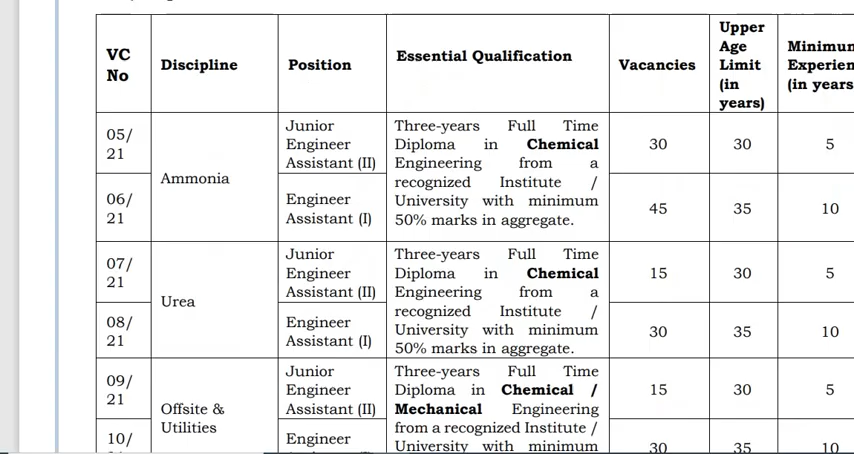 VC No
Discipline
Position
Essential Qualification
Vacancies
Upper
Age
Limit
(in
years)
Minimun
Experien
(in years
05/
21
Ammonia
Junior
Engineer
Assistant (II)
Three-years Full Time
Diploma in Chemical
Engineering from a
recognized Institute /
University with minimum
50% marks in aggregate.
30
30
5
06/
21
Engineer
Assistant (I)
45
35
10
07/
21
Urea
Junior
Engineer
Assistant (II)
Three-years Full Time
Diploma in Chemical
Engineering from a
recognized Institute /
University with minimum
50% marks in aggregate.
15
30
5
08/
21
Engineer
Assistant (I)
30
35
10
09/
21
Offsite &
Utilities
Junior
Engineer
Assistant (II)
Three-years Full Time
Diploma in Chemical /
Mechanical Engineering
from a recognized Institute /
University with minimum
15
30
5
10/
Engineer
30
35
10